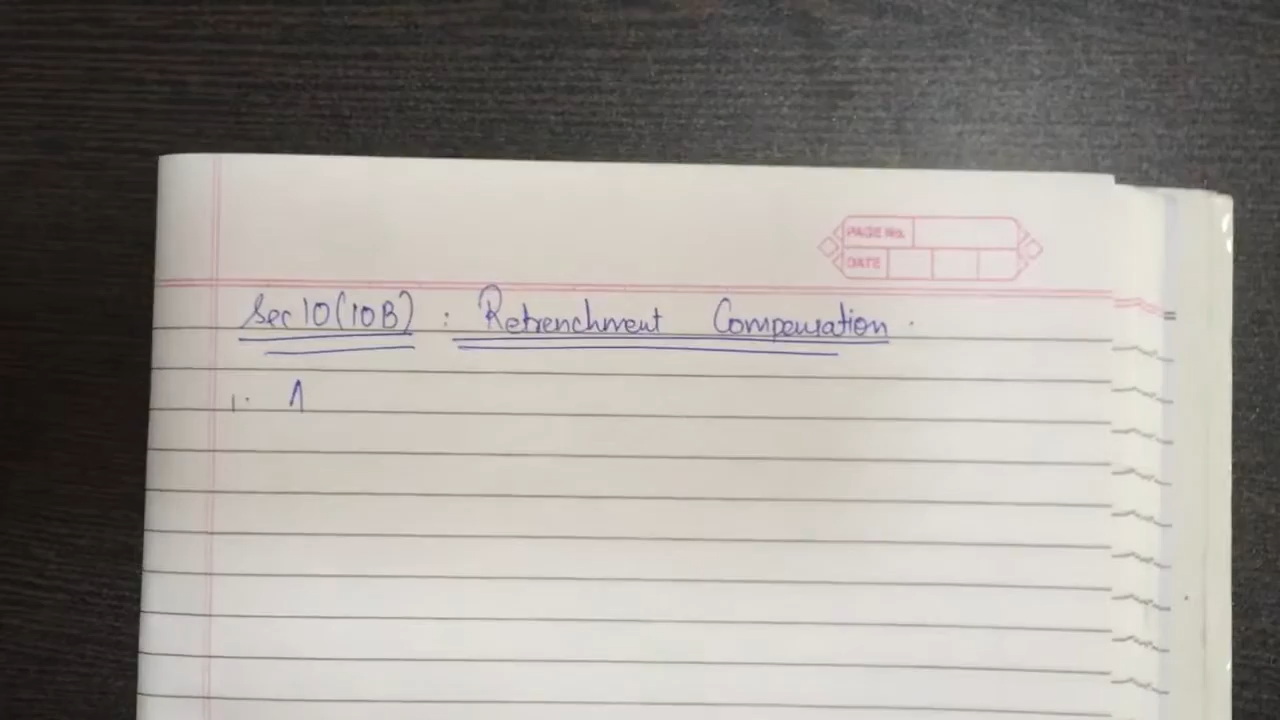 PAGE No.
DATE
Sec 10(10B) : Retrenchment Compensation .
1.